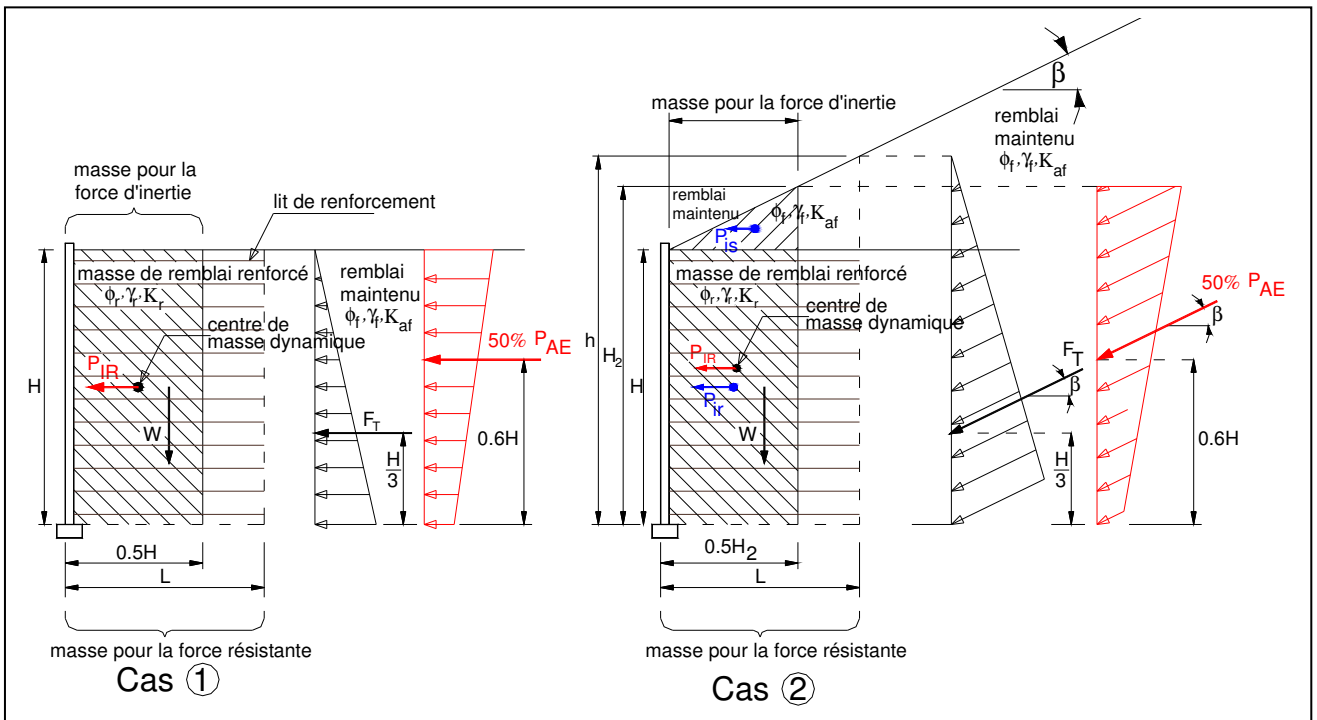 masse pour la
force d'inertie
lit de renforcement
masse de remblai renforcé
ϕr,γr,Kr
remblai
maintenu
ϕf,γf,Kaf
centre de
masse dynamique
50% PAE
PIR
H
W
FT
H/3
0.6H
0.5H
L
masse pour la force résistante
Cas 1
β
masse pour la force d'inertie
remblai
maintenu
ϕf,γf,Kaf
remblai
maintenu
ϕf,γf,Kaf
Pis
masse de remblai renforcé
ϕr,γr,Kr
centre de
masse dynamique
50% PAE
β
h
H2
H
PIR
Pir
W
FT
β
H/3
0.6H
0.5H2
L
masse pour la force résistante
Cas 2